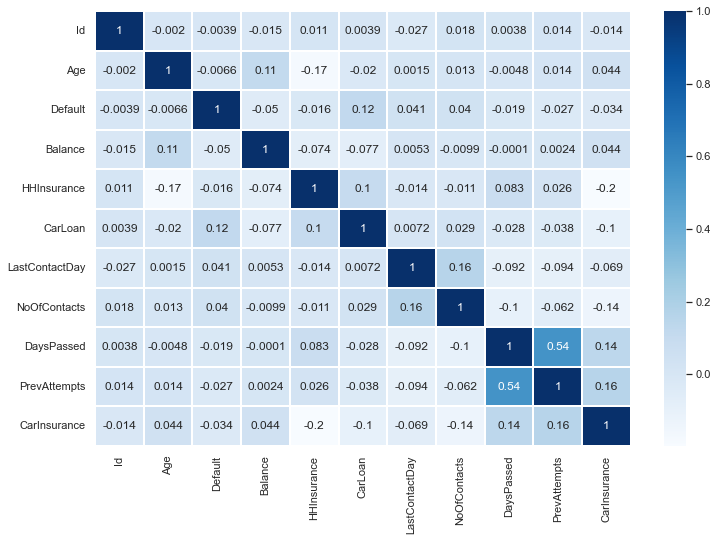 Id 1 -0.002 -0.0039 -0.015 0.011 0.0039 -0.027 0.018 0.0038 0.014 -0.014
Age -0.002 1 -0.0066 0.11 -0.17 -0.02 0.0015 0.013 -0.0048 0.014 0.044
Default -0.0039 -0.0066 1 -0.05 -0.016 0.12 0.041 0.04 -0.019 -0.027 -0.034
Balance -0.015 0.11 -0.05 1 -0.074 -0.077 0.0053 -0.0099 -0.0001 0.0024 0.044
HHInsurance 0.011 -0.17 -0.016 -0.074 1 0.1 -0.014 -0.011 0.083 0.026 -0.2
CarLoan 0.0039 -0.02 0.12 -0.077 0.1 1 0.0072 0.029 -0.028 -0.038 -0.1
LastContactDay -0.027 0.0015 0.041 0.0053 -0.014 0.0072 1 0.16 -0.092 -0.094 -0.069
NoOfContacts 0.018 0.013 0.04 -0.0099 -0.011 0.029 0.16 1 -0.1 -0.062 -0.14
DaysPassed 0.0038 -0.0048 -0.019 -0.0001 0.083 -0.028 -0.092 -0.1 1 0.54 0.14
PrevAttempts 0.014 0.014 -0.027 0.0024 0.026 -0.038 -0.094 -0.062 0.54 1 0.16
CarInsurance -0.014 0.044 -0.034 0.044 -0.2 -0.1 -0.069 -0.14 0.14 0.16 1
Id Age Default Balance HHInsurance CarLoan LastContactDay NoOfContacts DaysPassed PrevAttempts CarInsurance
1.0
0.8
0.6
0.4
0.2
0.0